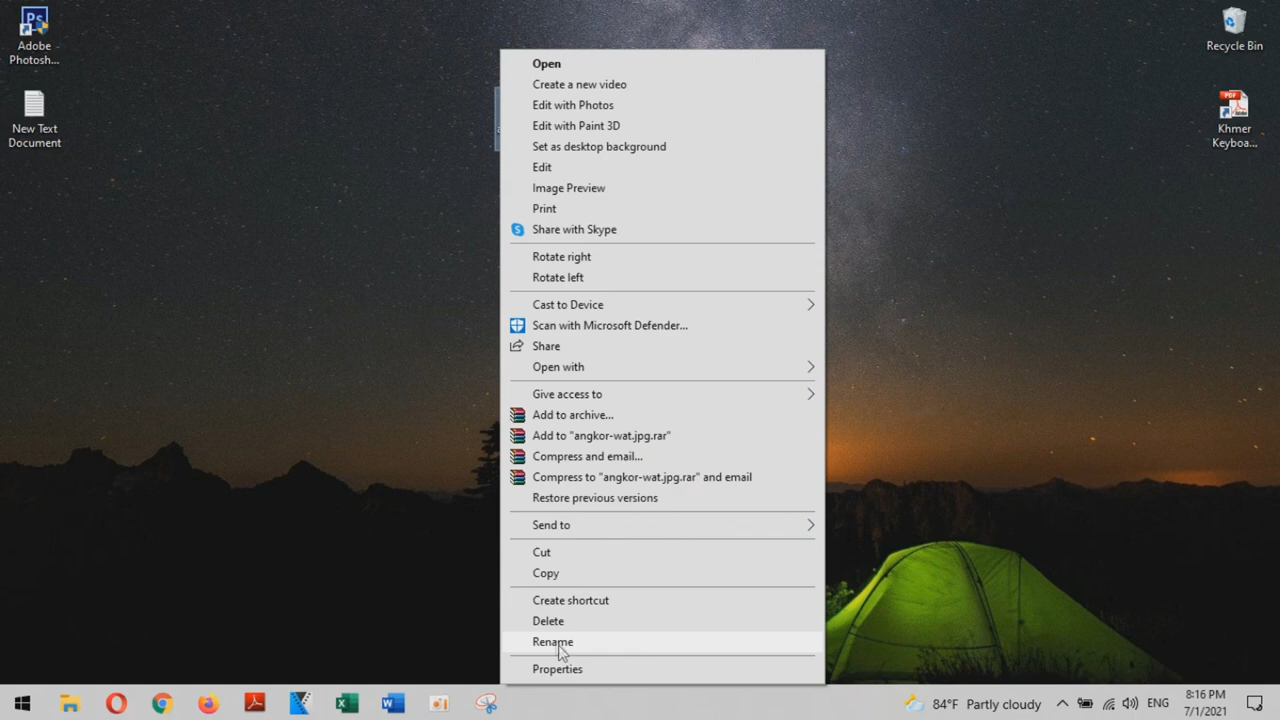 Adobe
Photosh...
New Text
Document
Recycle Bin
Khmer
Keyboa...
Open
Create a new video
Edit with Photos
Edit with Paint 3D
Set as desktop background
Edit
Image Preview
Print
Share with Skype
Rotate right
Rotate left
Cast to Device
Scan with Microsoft Defender...
Share
Open with
Give access to
Add to archive...
Add to "angkor-wat.jpg.rar"
Compress and email...
Compress to "angkor-wat.jpg.rar" and email
Restore previous versions
Send to
Cut
Copy
Create shortcut
Delete
Rename
Properties
84°F Partly cloudy
ENG
8:16 PM
7/1/2021